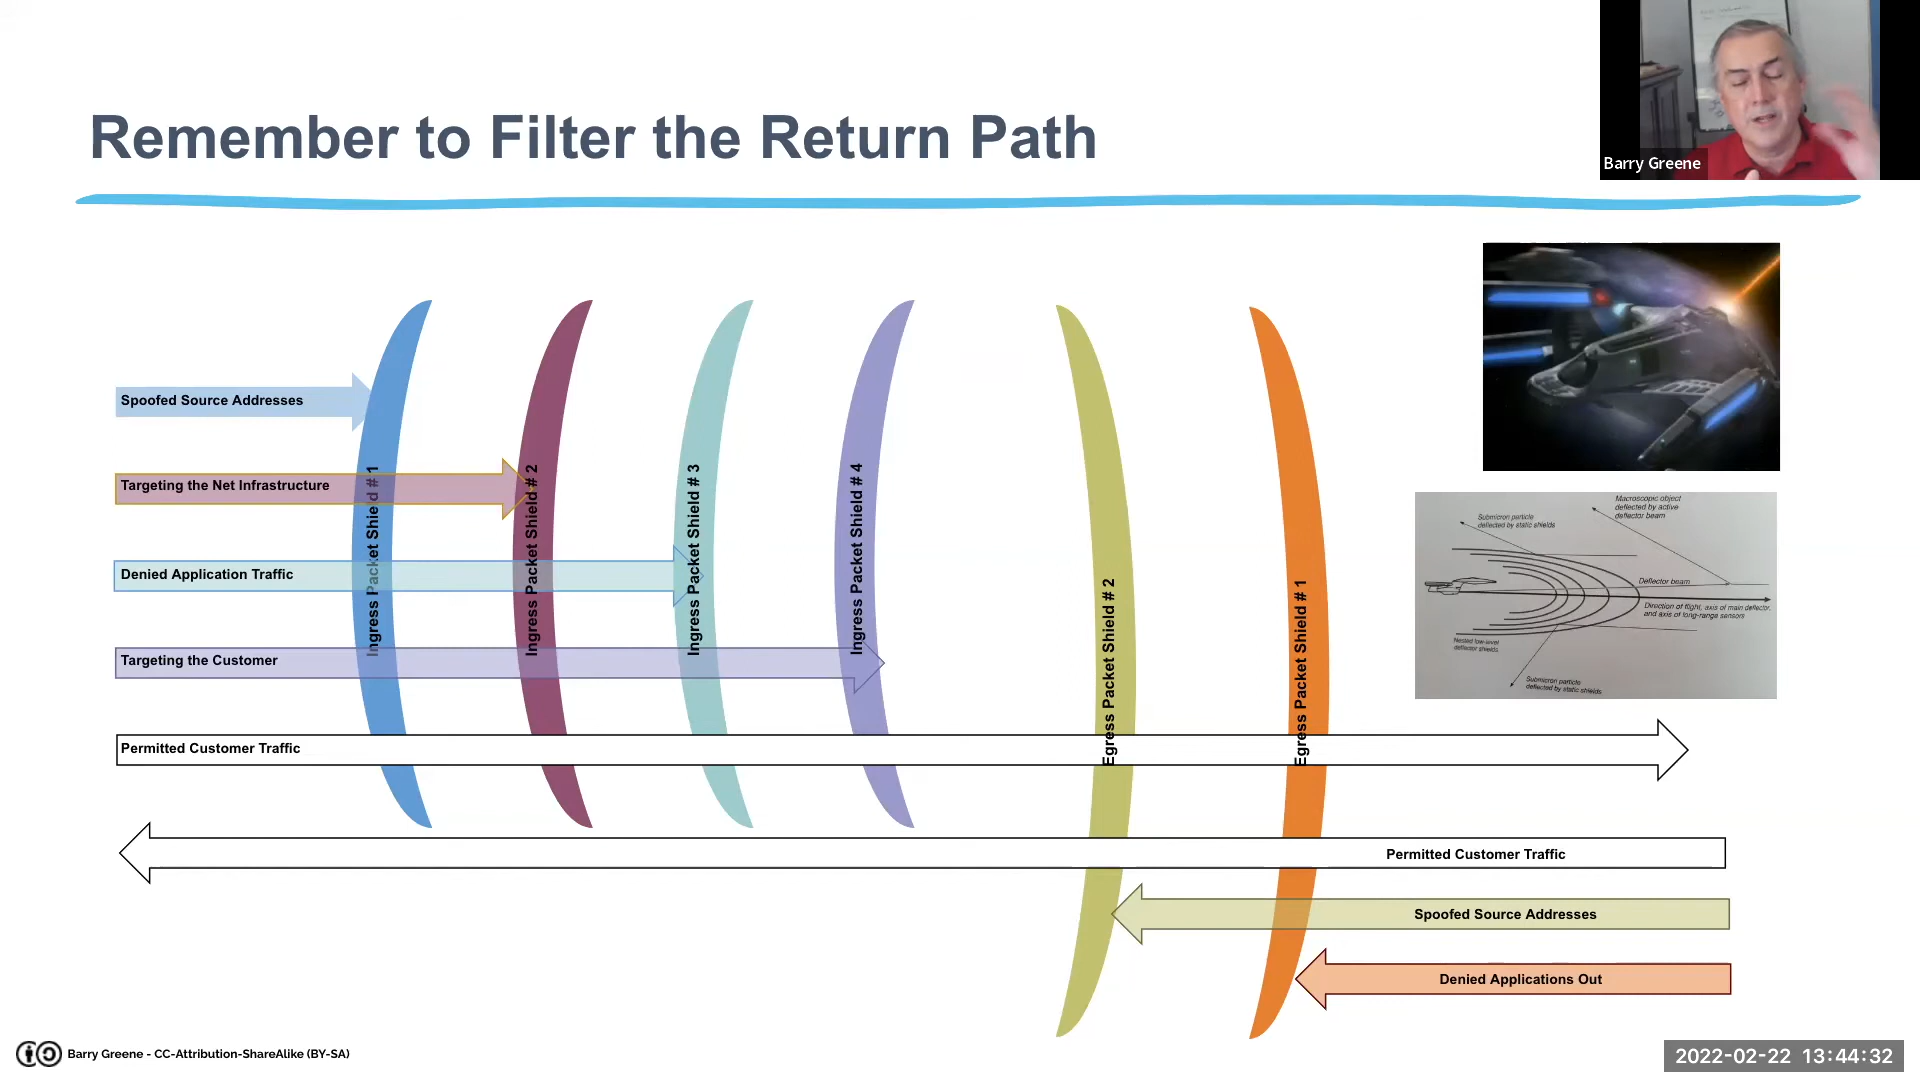 Remember to Filter the Return Path
Barry Greene
Spoofed Source Addresses
Targeting the Net Infrastructure
Denied Application Traffic
Targeting the Customer
Permitted Customer Traffic
Ingress Packet Shield # 1
Ingress Packet Shield # 2
Ingress Packet Shield # 3
Ingress Packet Shield # 4
Egress Packet Shield # 2
Egress Packet Shield # 1
Macroscopic object
deflected by active
deflector beam
Submicron particle
deflected by static shields
Deflector beam
Direction of flight, axis of main deflector,
and axis of long-range sensors
Nested low-level
deflector shields
Submicron particle
deflected by static shields
Permitted Customer Traffic
Spoofed Source Addresses
Denied Applications Out
Barry Greene - CC-Attribution-ShareAlike (BY-SA)
2022-02-22 13:44:32